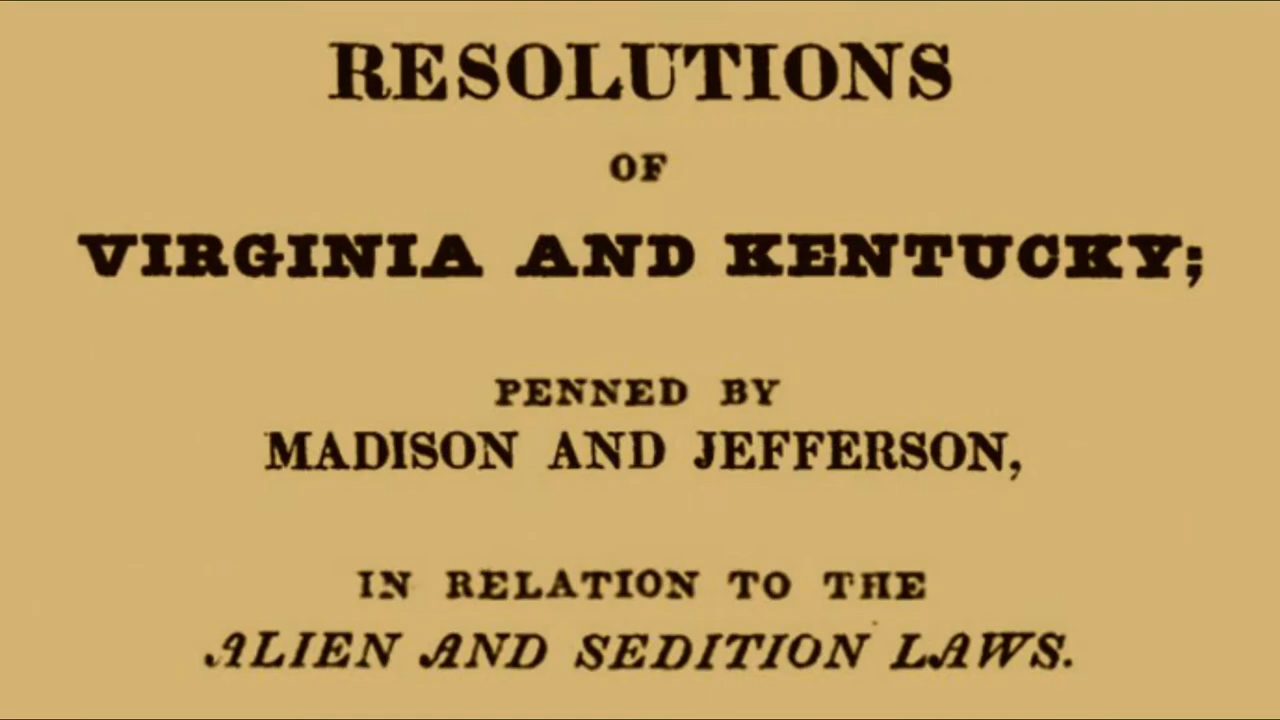 RESOLUTIONS
OF
VIRGINIA AND KENTUCKY;
PENNED BY
MADISON AND JEFFERSON,
IN RELATION TO THE
ALIEN AND SEDITION LAWS.